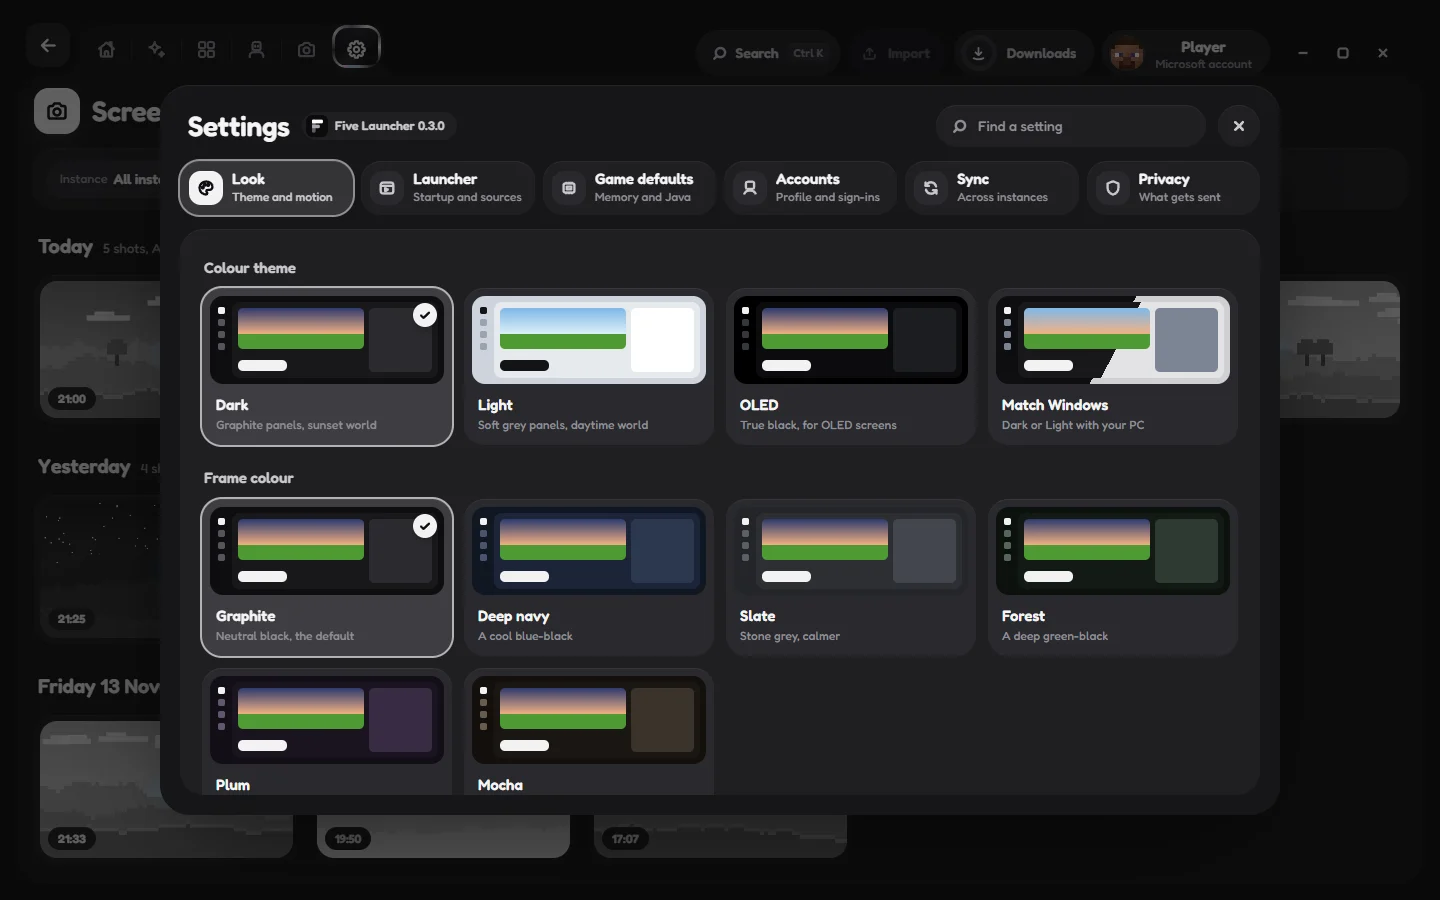 Search Ctrl K
Import
Downloads
Player
Microsoft account
Scree
Settings
Five Launcher 0.3.0
Find a setting
Instance All inst
Look
Theme and motion
Launcher
Startup and sources
Game defaults
Memory and Java
Accounts
Profile and sign-ins
Sync
Across instances
Privacy
What gets sent
Today 5 shots, A
Colour theme
Dark
Graphite panels, sunset world
Light
Soft grey panels, daytime world
OLED
True black, for OLED screens
Match Windows
Dark or Light with your PC
21:00
Yesterday 4 sh
Frame colour
Graphite
Neutral black, the default
Deep navy
A cool blue-black
Slate
Stone grey, calmer
Forest
A deep green-black
21:25
Friday 13 Nov
Plum
Mocha
21:33
19:50
17:07